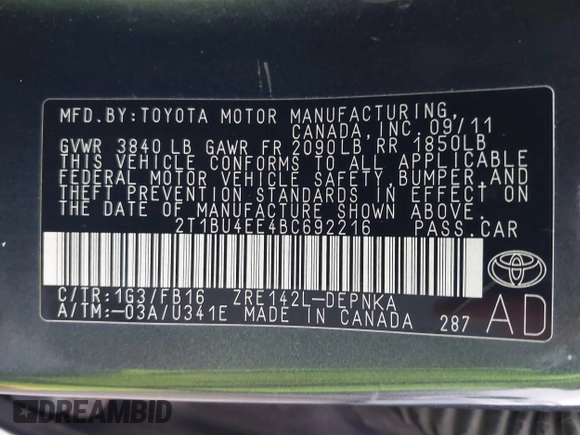 MFD. BY: TOYOTA MOTOR MANUFACTURING,
CANADA, INC. 09/11
GVWR 3840 LB GAWR FR 2090LB, RR 1850LB
THIS VEHICLE CONFORMS TO ALL APPLICABLE
FEDERAL MOTOR VEHICLE SAFETY, BUMPER, AND
THEFT PREVENTION STANDARDS IN EFFECT ON
THE DATE OF MANUFACTURE SHOWN ABOVE.
2T1BU4EE4BC692216 PASS. CAR
C/TR: 1G3/FB16 ZRE142L-DEPNKA
A/TM: -03A/U341E MADE IN CANADA 287
AD
DREAMBID